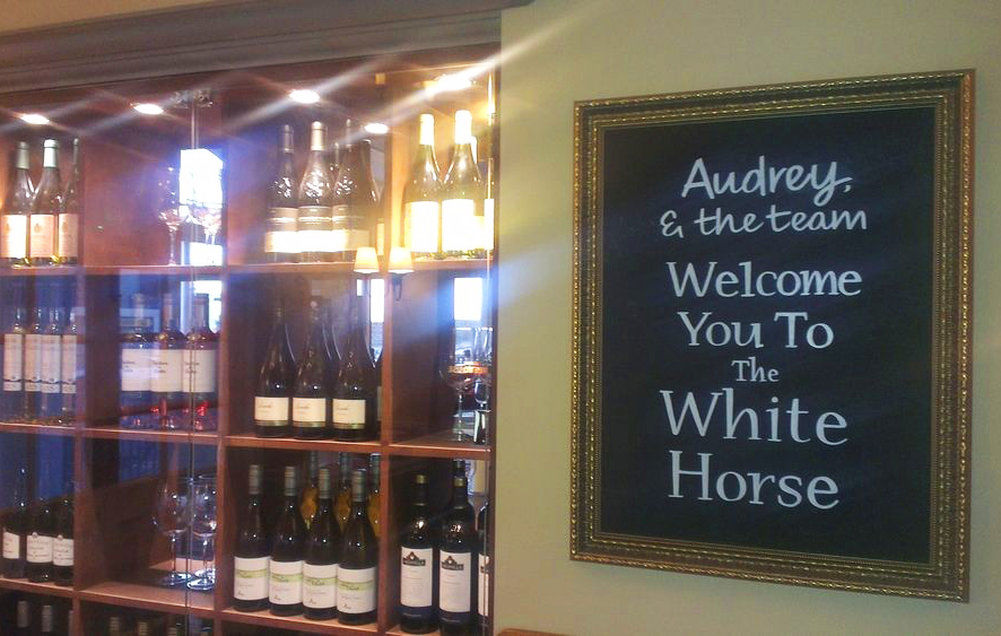 Audrey,
& the team
Welcome
You To
The
White
Horse